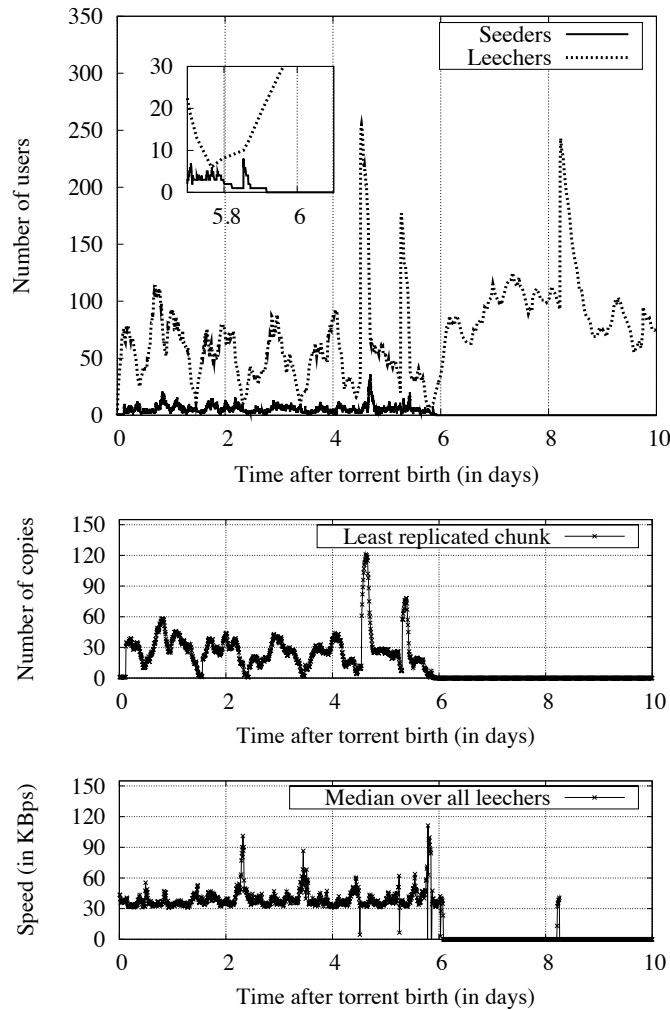 350
300
250
200
150
100
50
0
Number of users
Seeders
Leechers
30
20
10
0
5.8 6
0 2 4 6 8 10
Time after torrent birth (in days)
150
120
90
60
30
0
Number of copies
Least replicated chunk
0 2 4 6 8 10
Time after torrent birth (in days)
150
120
90
60
30
0
Speed (in KBps)
Median over all leechers
0 2 4 6 8 10
Time after torrent birth (in days)